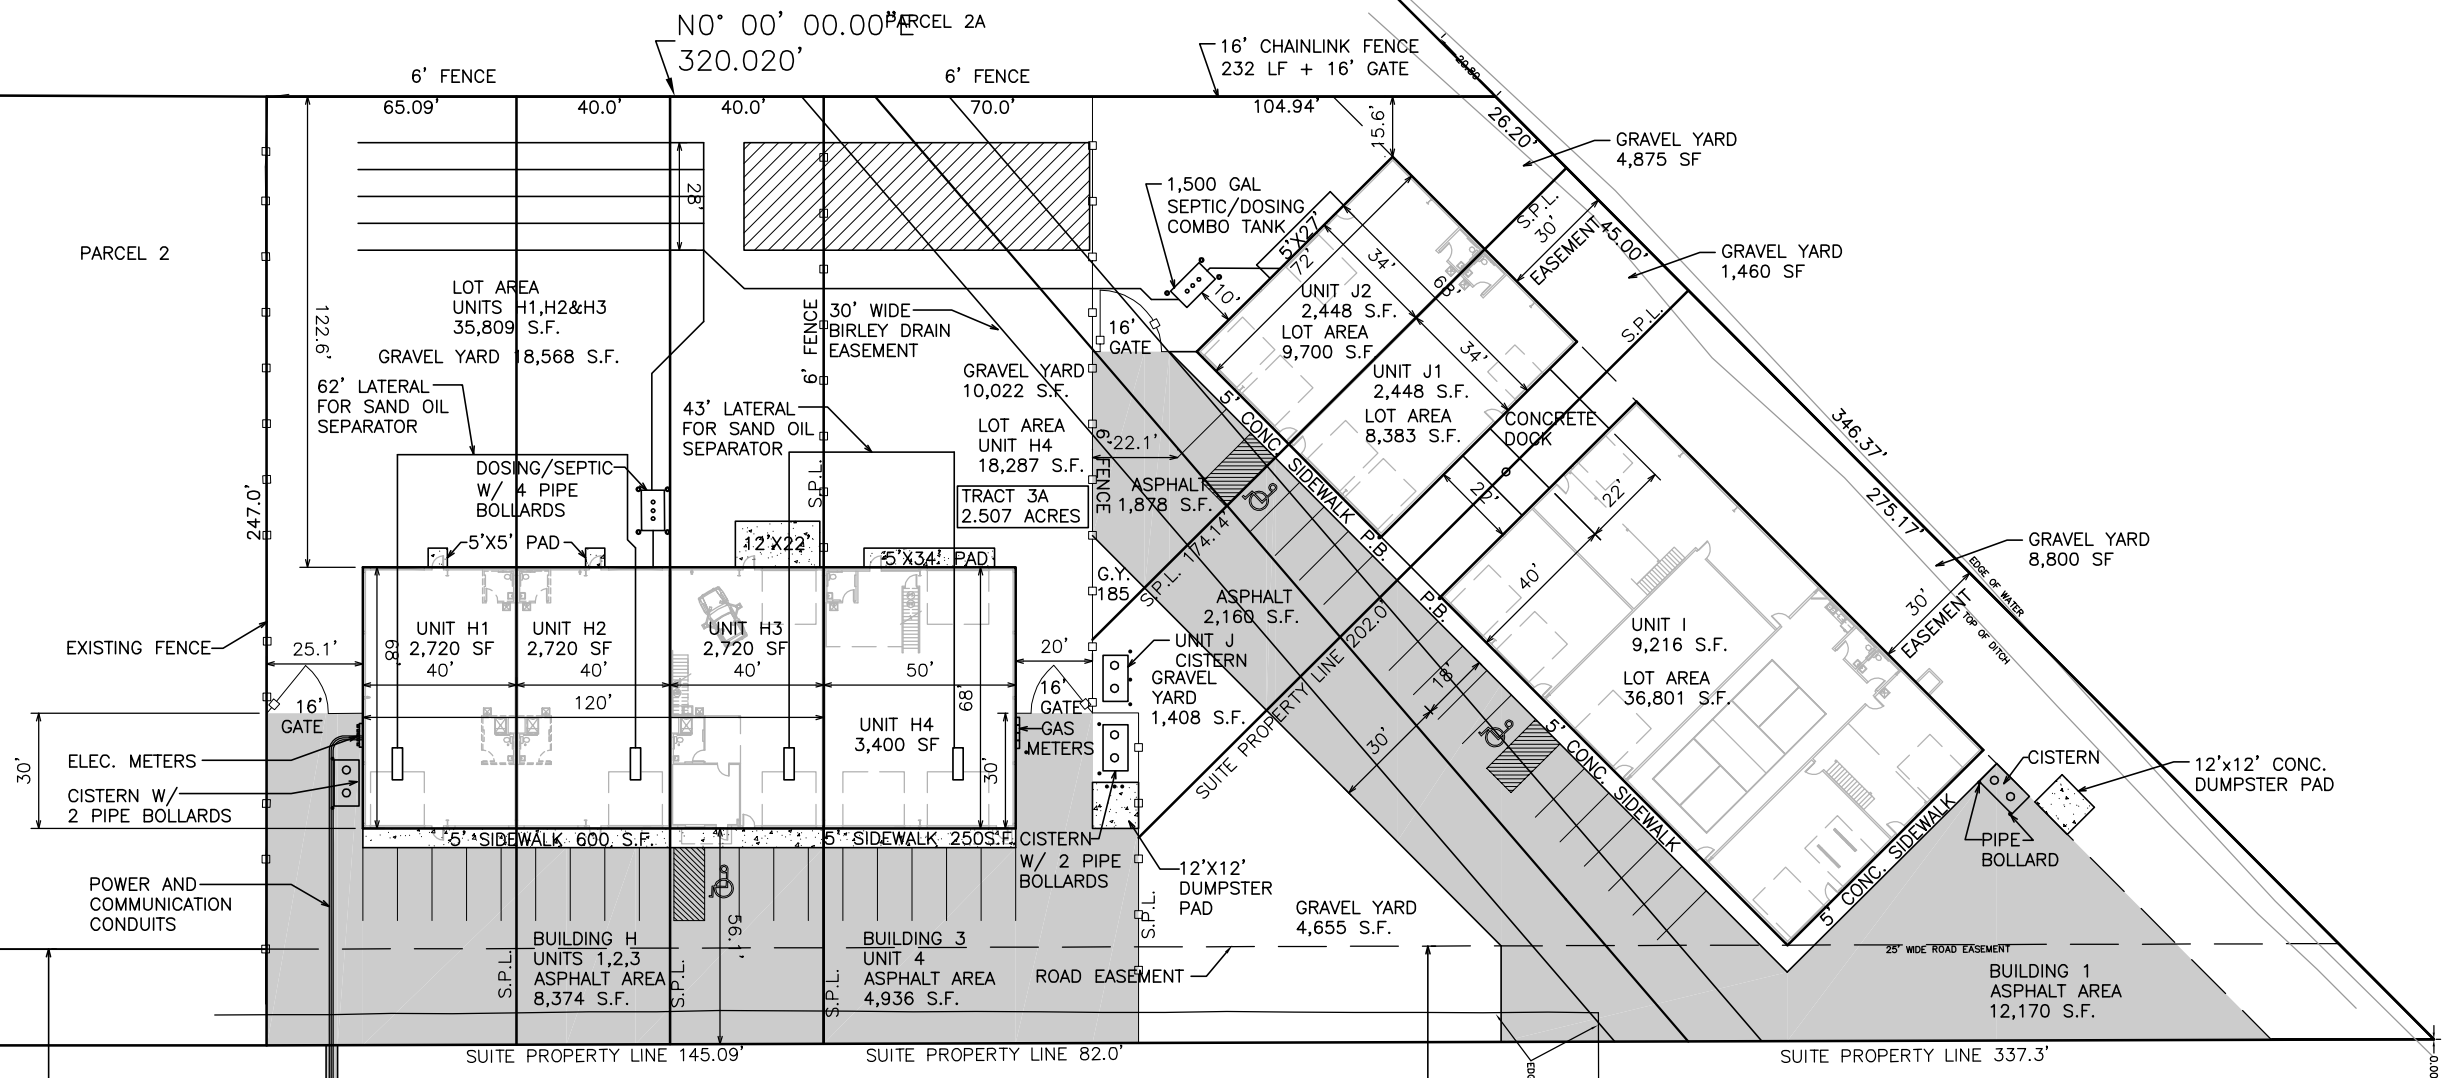 N0° 00' 00.00"E
320.020'
PARCEL 2A
6' FENCE
6' FENCE
16' CHAINLINK FENCE
232 LF + 16' GATE
20.80
65.09'
40.0'
40.0'
70.0'
104.94'
15.6'
26.20'
GRAVEL YARD
4,875 SF
PARCEL 2
28'
1,500 GAL
SEPTIC/DOSING
COMBO TANK
5'X27'
72'
34'
68'
S.P.L.
30'
EASEMENT
45.00'
GRAVEL YARD
1,460 SF
LOT AREA
UNITS H1,H2&H3
35,809 S.F.
GRAVEL YARD 18,568 S.F.
122.6'
6' FENCE
30' WIDE
BIRLEY DRAIN
EASEMENT
10'
16'
GATE
UNIT J2
2,448 S.F.
LOT AREA
9,700 S.F.
34'
UNIT J1
2,448 S.F.
LOT AREA
8,383 S.F.
S.P.L.
CONCRETE
DOCK
346.37'
62' LATERAL
FOR SAND OIL
SEPARATOR
43' LATERAL
FOR SAND OIL
SEPARATOR
GRAVEL YARD
10,022 S.F.
LOT AREA
UNIT H4
18,287 S.F.
6' FENCE
22.1'
5' CONC. SIDEWALK
DOSING/SEPTIC
W/ 4 PIPE
BOLLARDS
S.P.L.
TRACT 3A
2.507 ACRES
ASPHALT
1,878 S.F.
22'
22'
275.17'
247.0'
5'X5' PAD
12'X22'
5'X34' PAD
P.B.
S.P.L. 174.14'
GRAVEL YARD
8,800 SF
EDGE OF WATER
G.Y.
185
ASPHALT
2,160 S.F.
40'
P.B.
30'
EASEMENT
TOP OF DITCH
EXISTING FENCE
25.1'
68'
UNIT H1
2,720 SF
40'
UNIT H2
2,720 SF
40'
UNIT H3
2,720 SF
40'
50'
20'
UNIT J
CISTERN
GRAVEL
YARD
1,408 S.F.
SUITE PROPERTY LINE 202.0'
UNIT I
9,216 S.F.
LOT AREA
36,801 S.F.
18'
16'
GATE
120'
68'
UNIT H4
3,400 SF
16'
GATE
GAS
METERS
30'
30'
30'
ELEC. METERS
CISTERN W/
2 PIPE BOLLARDS
5' CONC. SIDEWALK
CISTERN
12'x12' CONC.
DUMPSTER PAD
5' SIDEWALK 600 S.F.
5' SIDEWALK 250S.F.
CISTERN
W/ 2 PIPE
BOLLARDS
12'X12'
DUMPSTER
PAD
PIPE
BOLLARD
5' CONC. SIDEWALK
POWER AND
COMMUNICATION
CONDUITS
56.1'
S.P.L.
GRAVEL YARD
4,655 S.F.
S.P.L.
BUILDING H
UNITS 1,2,3
ASPHALT AREA
8,374 S.F.
S.P.L.
S.P.L.
BUILDING 3
UNIT 4
ASPHALT AREA
4,936 S.F.
ROAD EASEMENT
25' WIDE ROAD EASEMENT
BUILDING 1
ASPHALT AREA
12,170 S.F.
SUITE PROPERTY LINE 145.09'
SUITE PROPERTY LINE 82.0'
SUITE PROPERTY LINE 337.3'